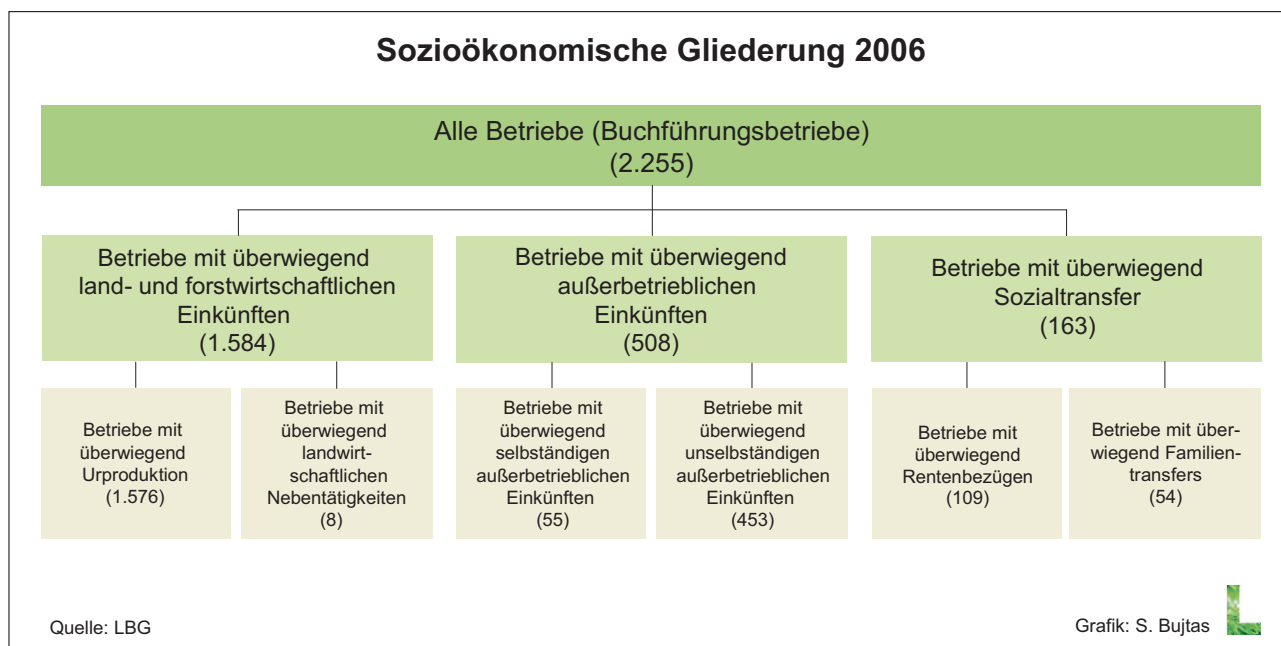 Sozioökonomische Gliederung 2006
Alle Betriebe (Buchführungsbetriebe)
(2.255)
Betriebe mit überwiegend
land- und forstwirtschaftlichen
Einkünften
(1.584)
Betriebe mit überwiegend
außerbetrieblichen
Einkünften
(508)
Betriebe mit überwiegend
Sozialtransfer
(163)
Betriebe mit
überwiegend
Urproduktion
(1.576)
Betriebe mit
überwiegend
landwirt-
schaftlichen
Nebentätigkeiten
(8)
Betriebe mit
überwiegend
selbständigen
außerbetrieblichen
Einkünften
(55)
Betriebe mit
überwiegend
unselbständigen
außerbetrieblichen
Einkünften
(453)
Betriebe mit
überwiegend
Rentenbezügen
(109)
Betriebe mit über-
wiegend Familien-
transfers
(54)
Quelle: LBG
Grafik: S. Bujtas
L